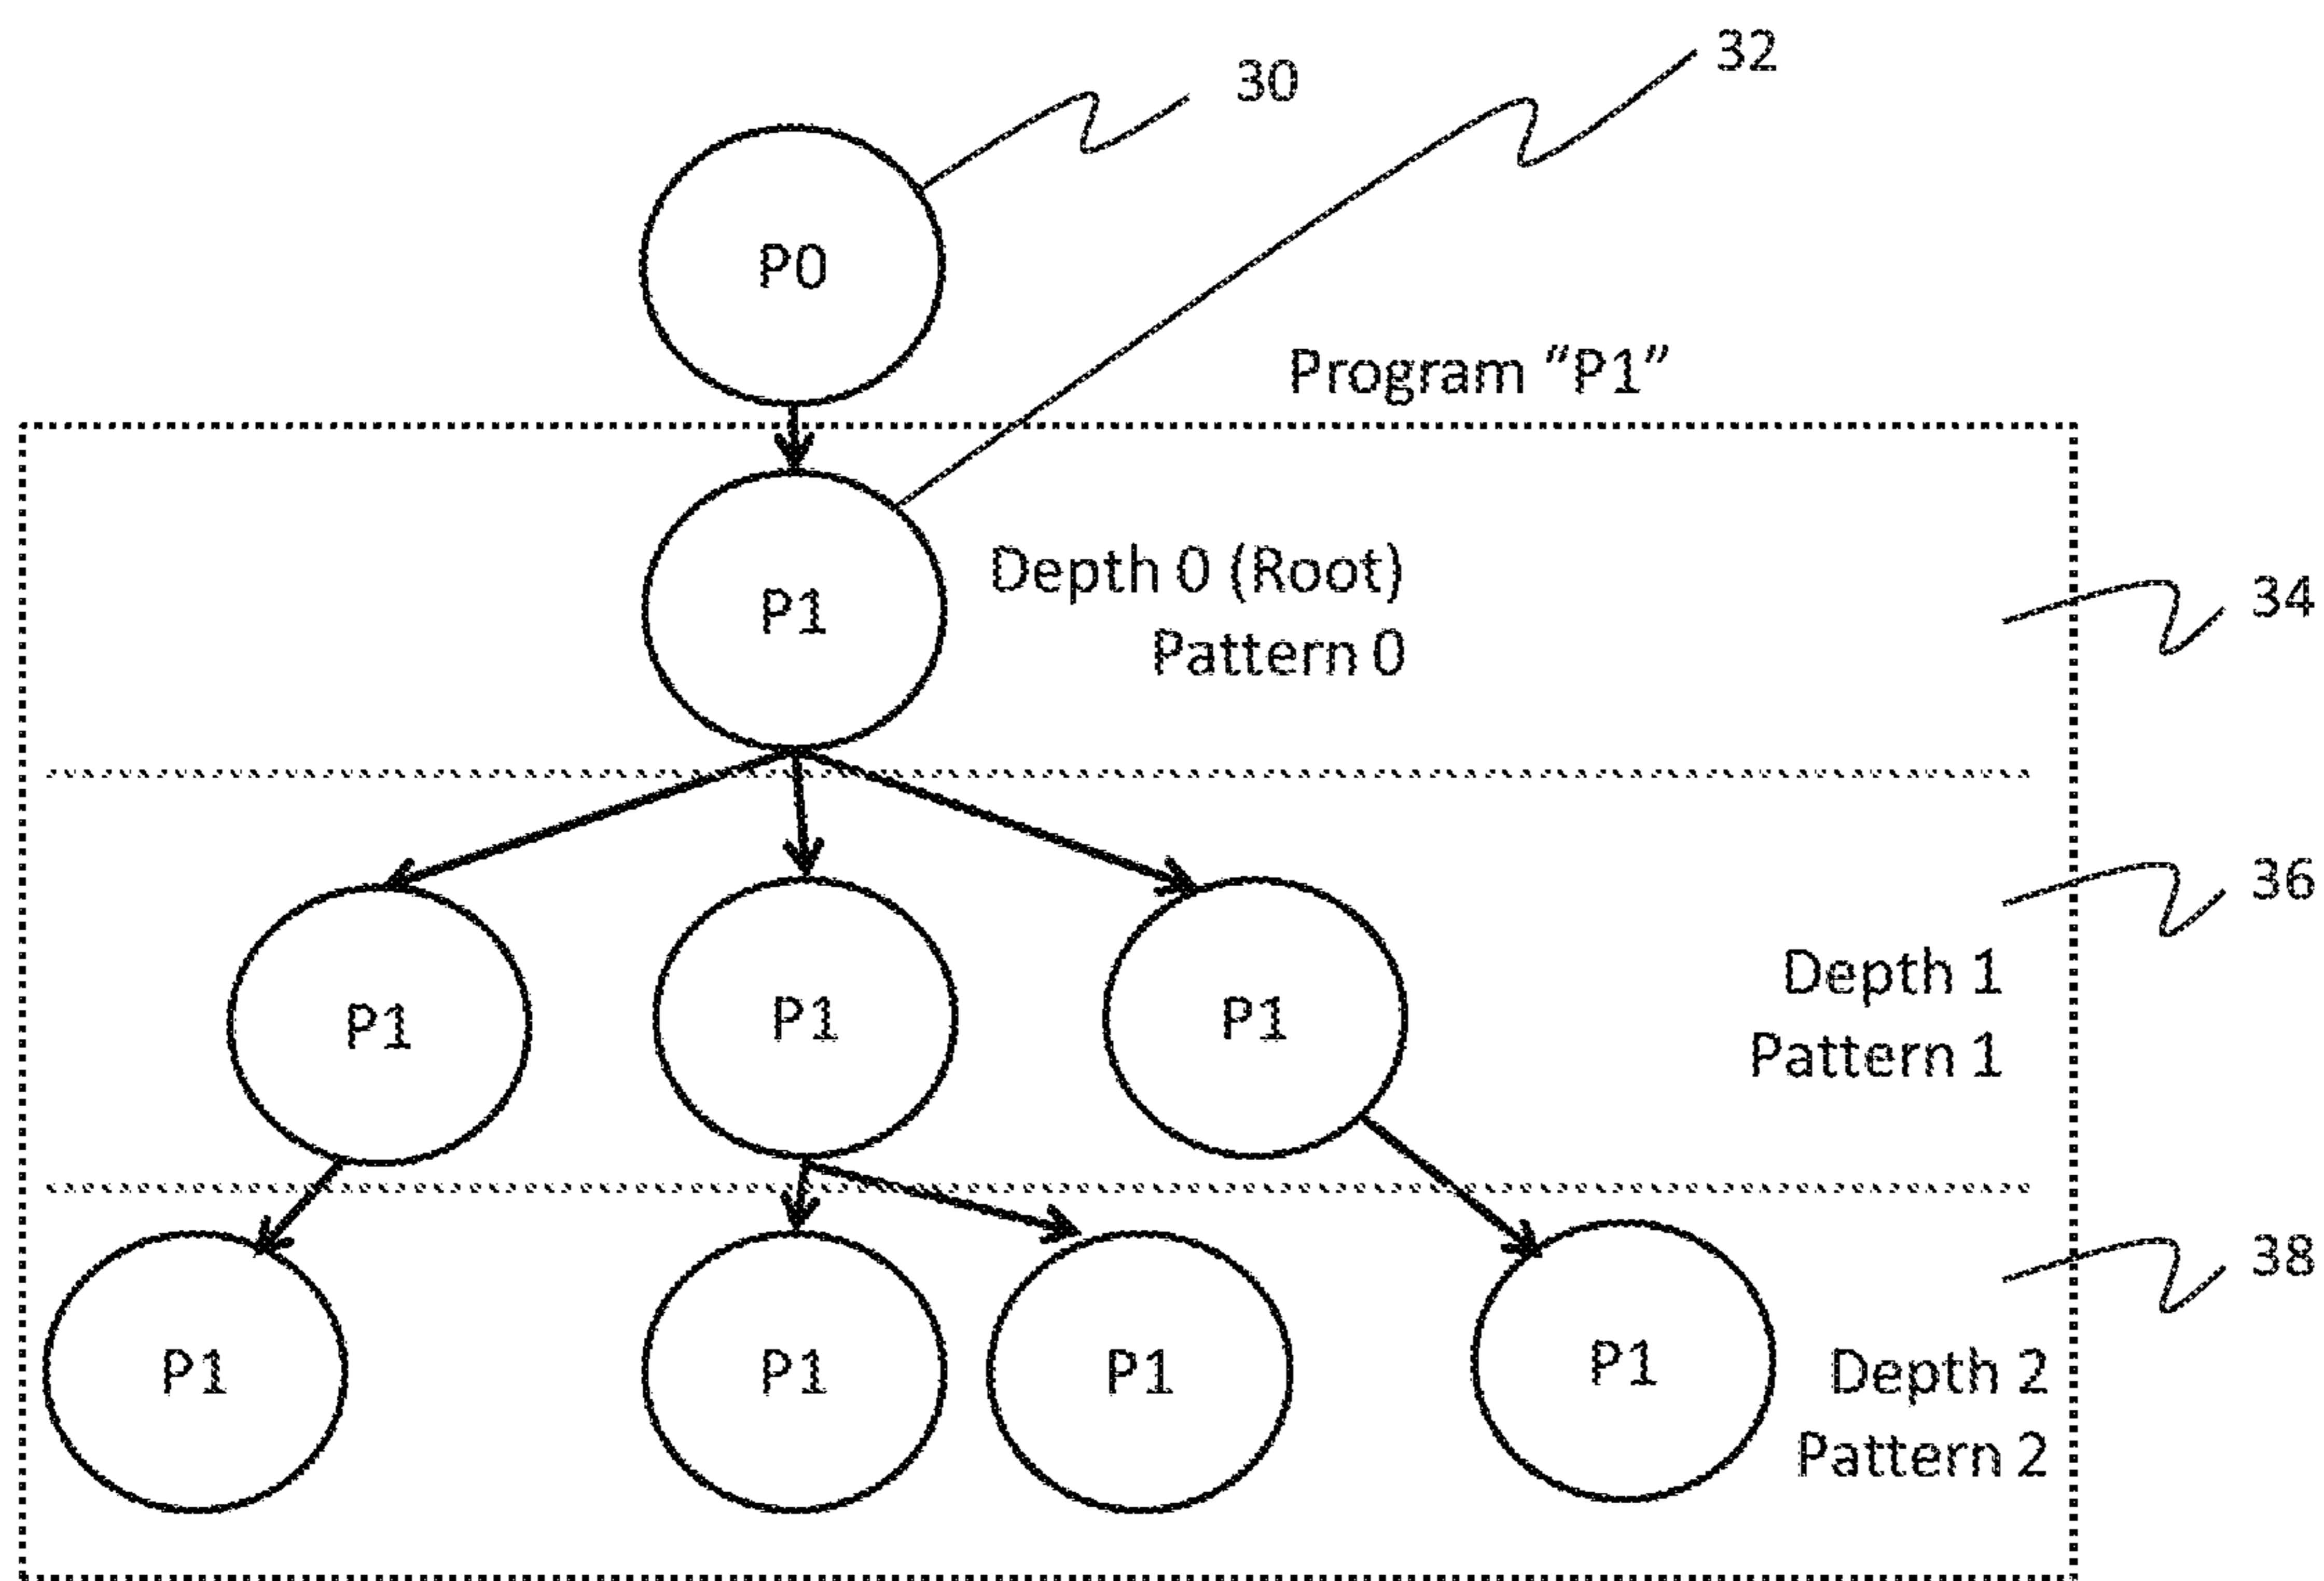 32
30
P0
Program "P1"
Depth 0 (Root)
P1
Pattern 0
34
36
Depth 1
P1 P1 P1
Pattern 1
38
P1 P1 P1 P1
Depth 2
Pattern 2